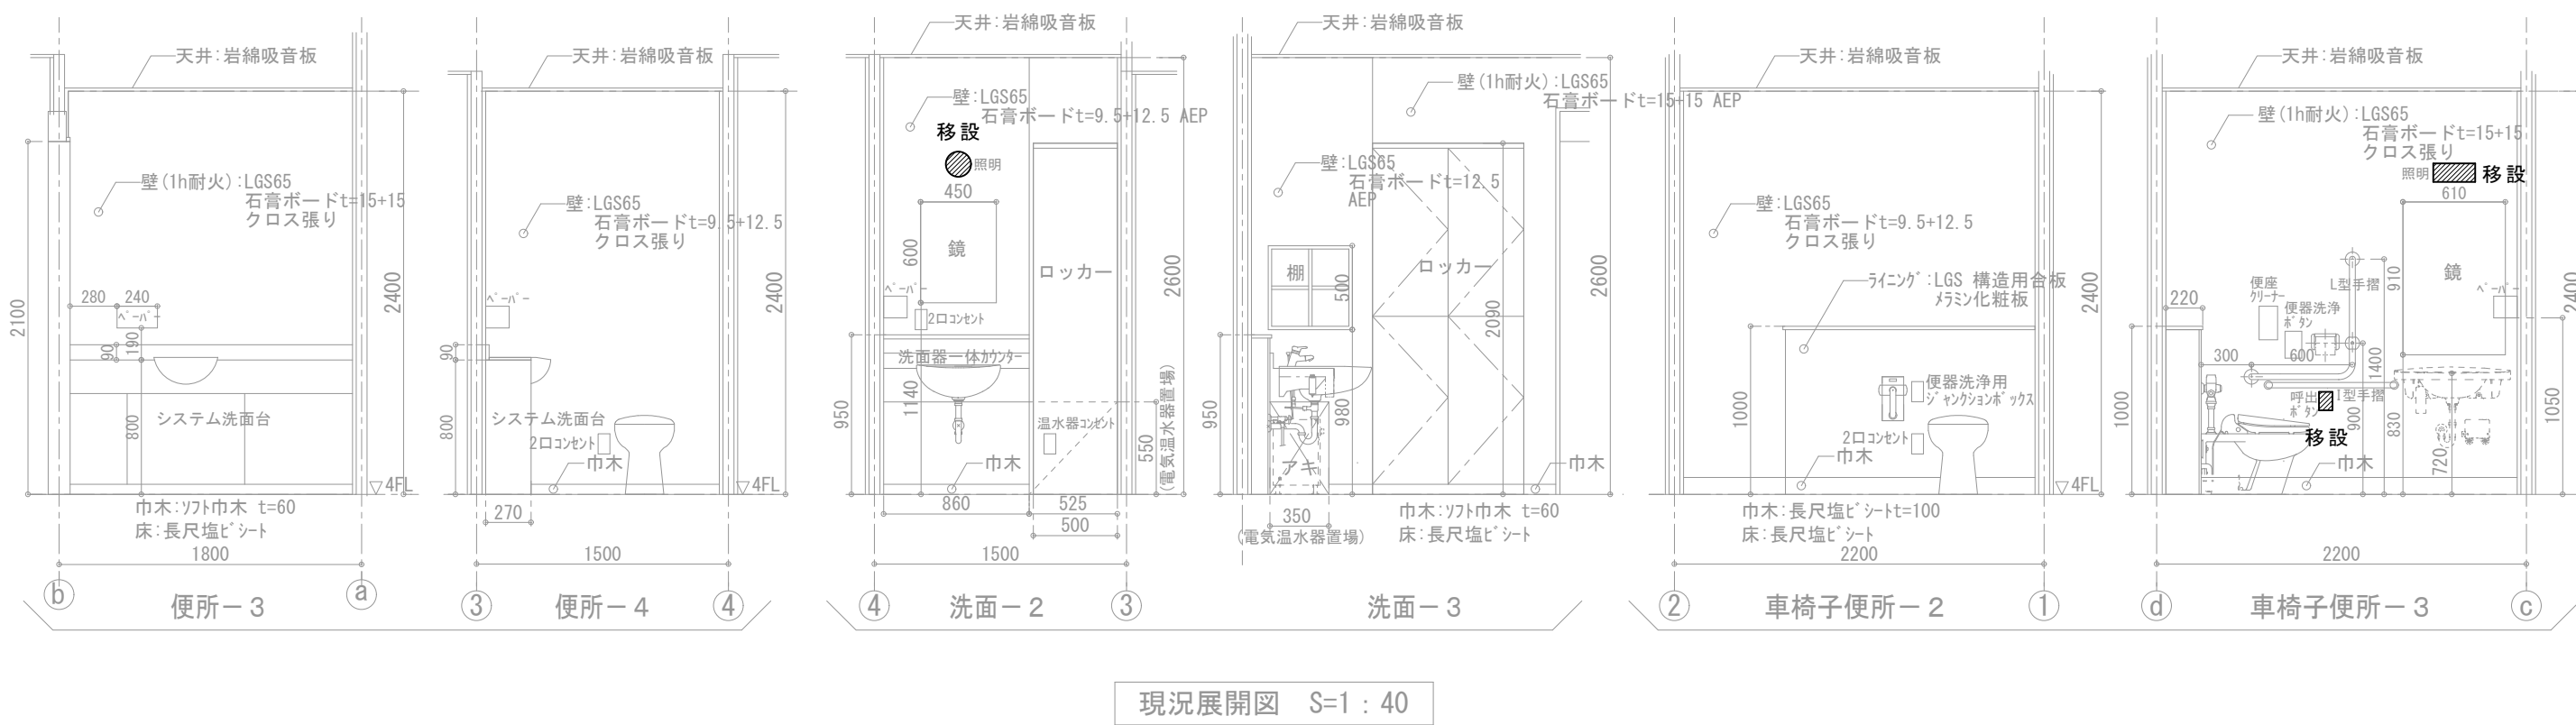 天井:岩綿吸音板
壁(1h耐火):LGS65
石膏ボードt=15+15
クロス張り
280
240
ペーパー
2100
2400
90
190
800
システム洗面台
4FL
巾木:ソフト巾木 t=60
床:長尺塩ビシート
1800
b
a
便所−3
天井:岩綿吸音板
壁:LGS65
石膏ボードt=9.5+12.5
クロス張り
ペーパー
2400
90
800
システム洗面台
2口コンセント
巾木
4FL
270
1500
3
4
便所−4
天井:岩綿吸音板
壁:LGS65
石膏ボードt=9.5+12.5 AEP
移設
照明
450
600
鏡
ロッカー
2600
ペーパー
2口コンセント
洗面器一体カウンター
950
1140
温水器コンセント
550
(電気温水器置場)
巾木
860
525
500
1500
4
3
洗面−2
天井:岩綿吸音板
壁(1h耐火):LGS65
石膏ボードt=15+15 AEP
壁:LGS65
石膏ボードt=12.5
AEP
棚
500
ロッカー
2090
2600
950
980
アキ
巾木
350
(電気温水器置場)
巾木:ソフト巾木 t=60
床:長尺塩ビシート
洗面−3
天井:岩綿吸音板
壁:LGS65
石膏ボードt=9.5+12.5
クロス張り
ライニング:LGS 構造用合板
メラミン化粧板
2400
1000
便器洗浄用
ジャンクションボックス
2口コンセント
巾木
4FL
巾木:長尺塩ビシートt=100
床:長尺塩ビシート
2200
2
1
車椅子便所−2
天井:岩綿吸音板
壁(1h耐火):LGS65
石膏ボードt=15+15
クロス張り
照明
移設
610
鏡
910
L型手摺
便座
クリーナー
便器洗浄
ボタン
ペーパー
2400
220
300
600
1400
I型手摺
呼出
ボタン
移設
900
830
720
1000
1050
巾木
2200
d
c
車椅子便所−3
現況展開図 S=1:40